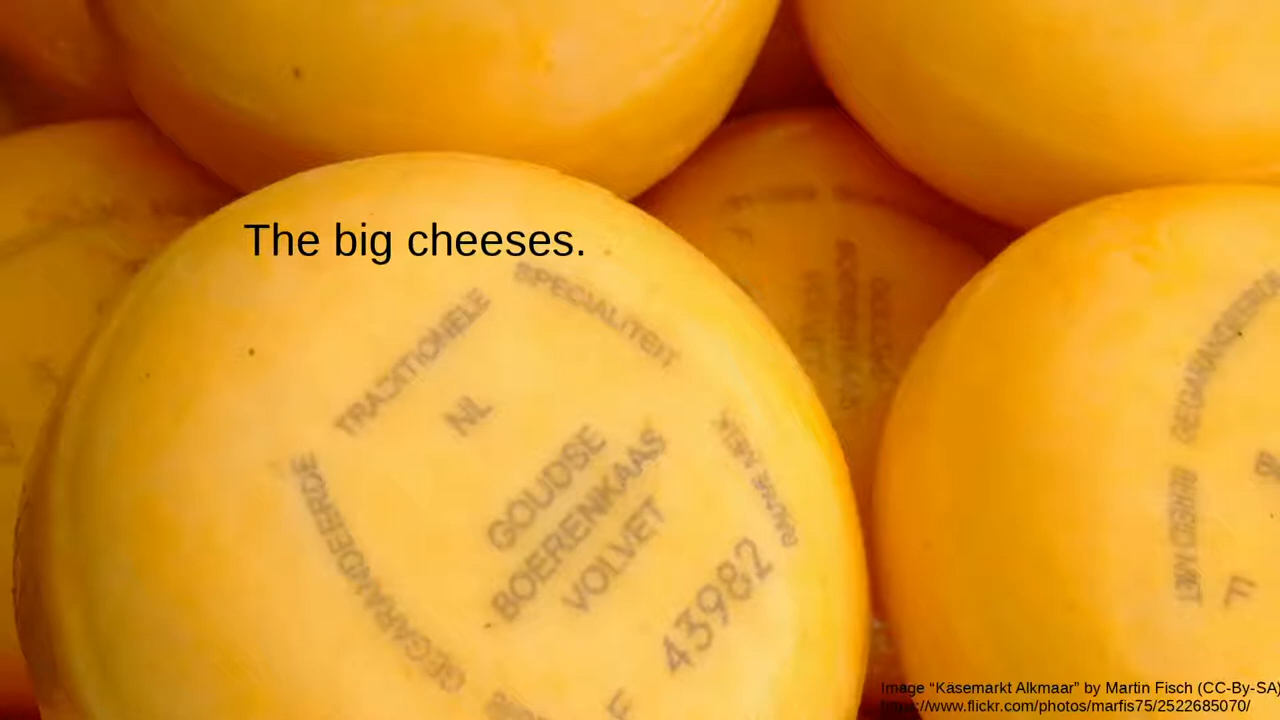 The big cheeses.
SPECIALITEIT
TRADITIONELE
NL
GOUDSE
BOERENKAAS
VOLVET
GEGARANDEERDE
RAUWE MELK
43982
GEGARANDEERDE
F
Image “Käsemarkt Alkmaar” by Martin Fisch (CC-By-SA)
https://www.flickr.com/photos/marfis75/2522685070/